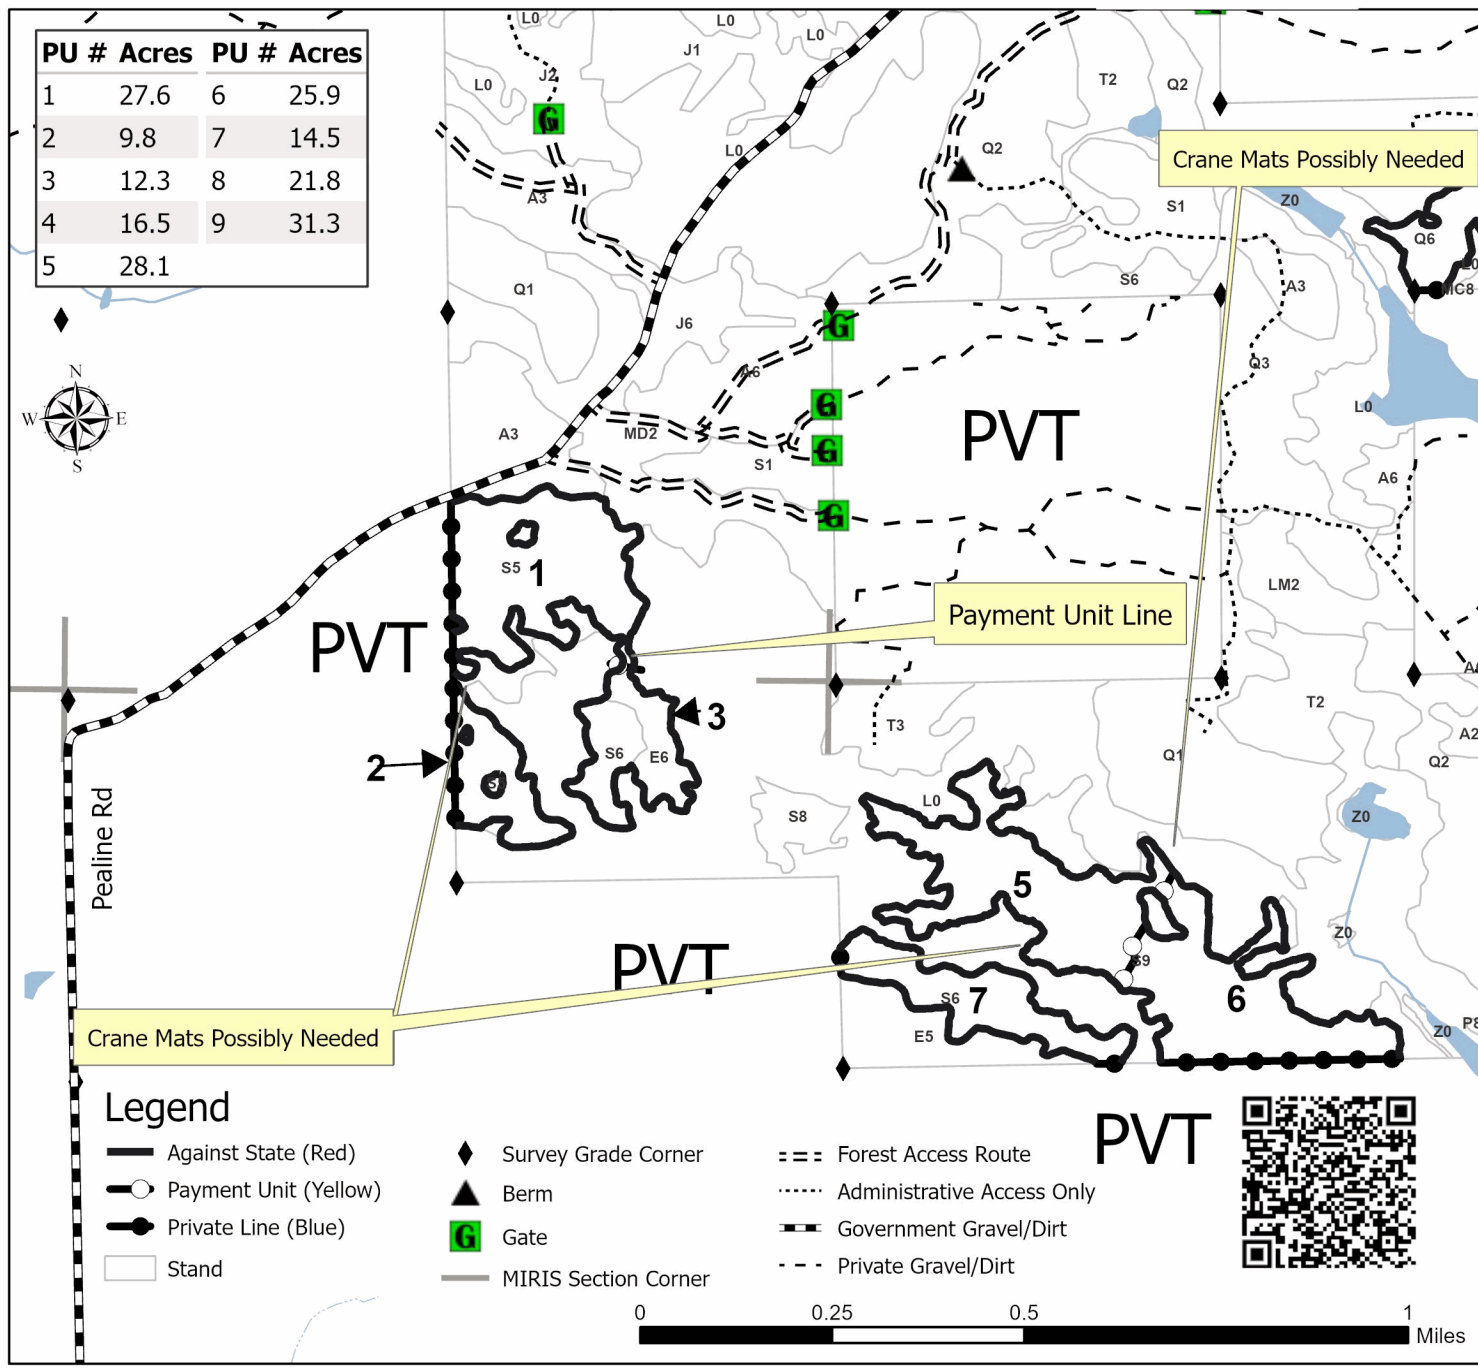 PU # Acres PU # Acres
1 27.6 6 25.9
2 9.8 7 14.5
3 12.3 8 21.8
4 16.5 9 31.3
5 28.1
L0
L0
L0
J1
J2
L0
T2
Q2
G
L0
Q2
Crane Mats Possibly Needed
A3
S1
Z0
Q6
L0
MC8
S6
A3
Q1
J6
G
N
W E
S
A6
Q3
G
L0
A3
MD2
PVT
G
S1
A6
G
S5
1
LM2
Payment Unit Line
PVT
T2
3
T3
A2
2
S6
E6
Q1
Q2
S8
L0
Z0
Pealine Rd
5
Z0
PVT
S9
S6
7
6
Z0
P8
E5
Crane Mats Possibly Needed
PVT
Legend
Against State (Red)
Payment Unit (Yellow)
Private Line (Blue)
Stand
Survey Grade Corner
Berm
G Gate
MIRIS Section Corner
Forest Access Route
Administrative Access Only
Government Gravel/Dirt
Private Gravel/Dirt
0 0.25 0.5 1
Miles